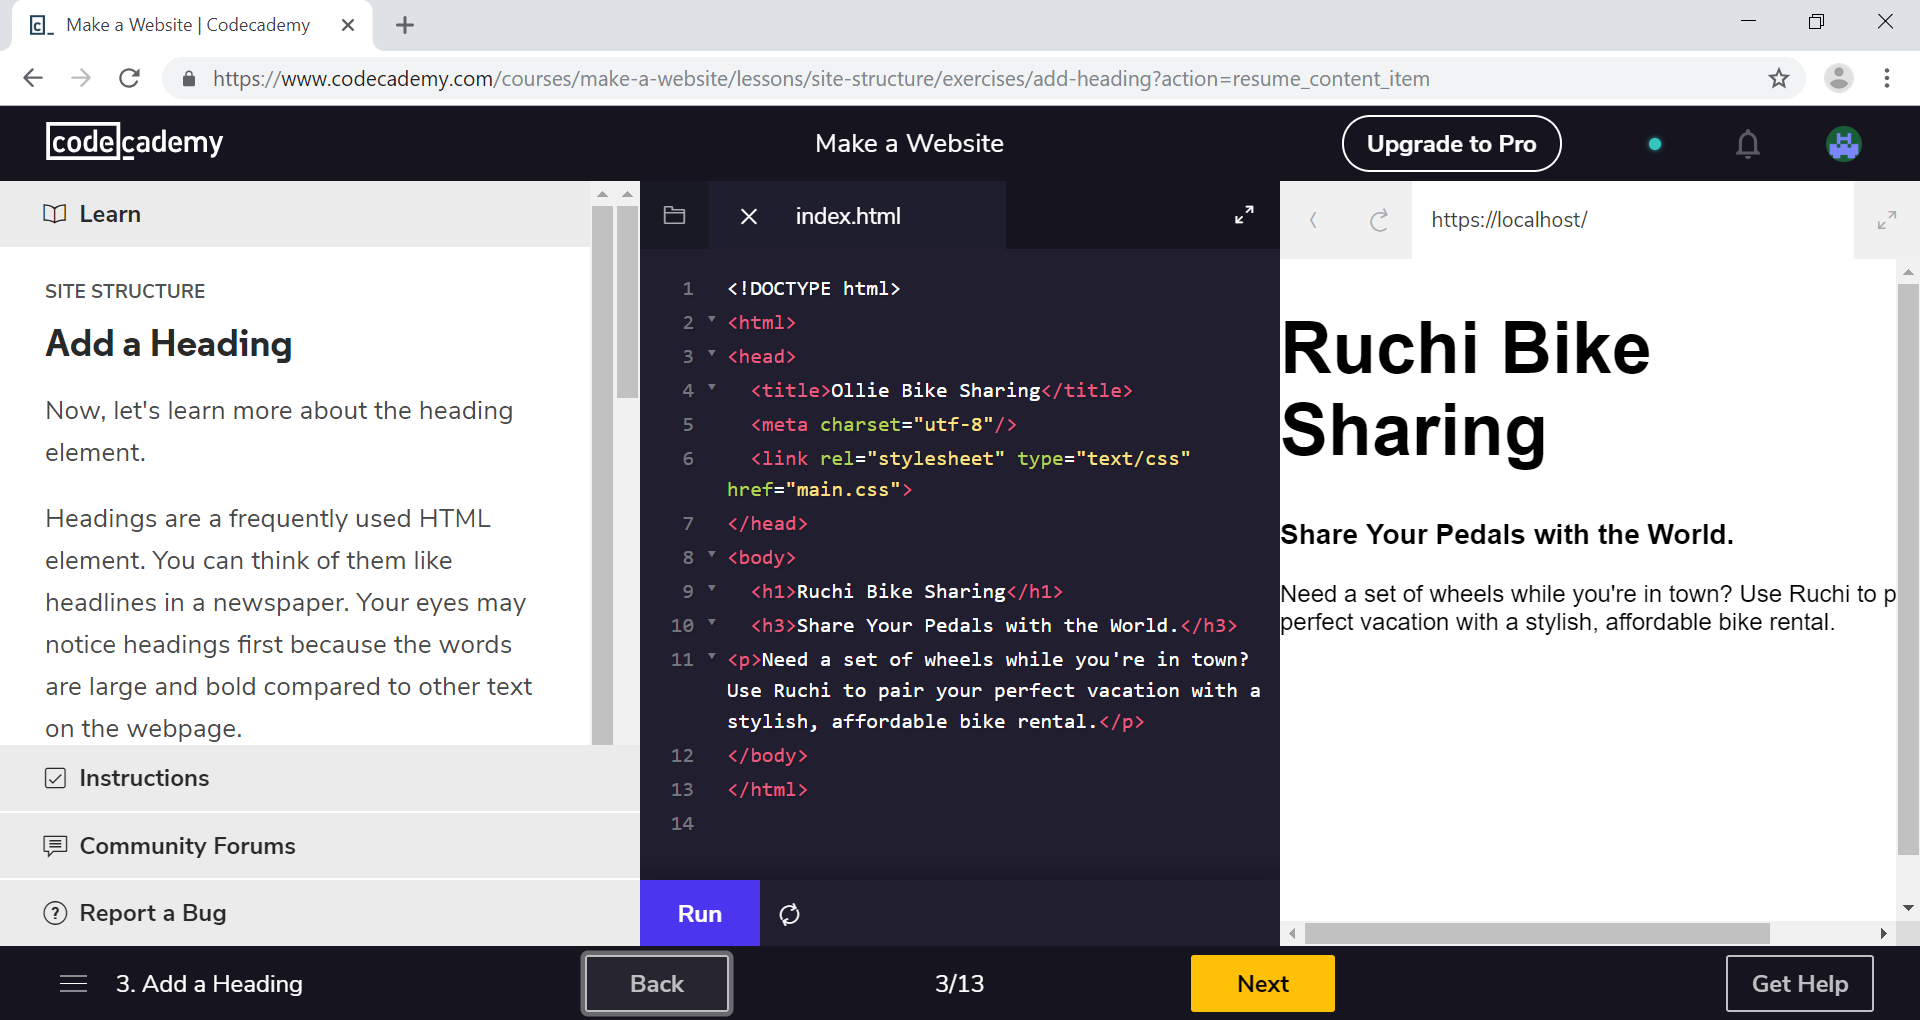 Make a Website | Codecademy
https://www.codecademy.com/courses/make-a-website/lessons/site-structure/exercises/add-heading?action=resume_content_item
codecademy
Make a Website
Upgrade to Pro
Learn
SITE STRUCTURE
Add a Heading
Now, let's learn more about the heading
element.
Headings are a frequently used HTML
element. You can think of them like
headlines in a newspaper. Your eyes may
notice headings first because the words
are large and bold compared to other text
on the webpage.
Instructions
Community Forums
Report a Bug
index.html
1 <!DOCTYPE html>
2 <html>
3 <head>
4 <title>Ollie Bike Sharing</title>
5 <meta charset="utf-8"/>
6 <link rel="stylesheet" type="text/css"
href="main.css">
7 </head>
8 <body>
9 <h1>Ruchi Bike Sharing</h1>
10 <h3>Share Your Pedals with the World.</h3>
11 <p>Need a set of wheels while you're in town?
Use Ruchi to pair your perfect vacation with a
stylish, affordable bike rental.</p>
12 </body>
13 </html>
14
Run
https://localhost/
Ruchi Bike
Sharing
Share Your Pedals with the World.
Need a set of wheels while you're in town? Use Ruchi to p
perfect vacation with a stylish, affordable bike rental.
3. Add a Heading
Back
3/13
Next
Get Help